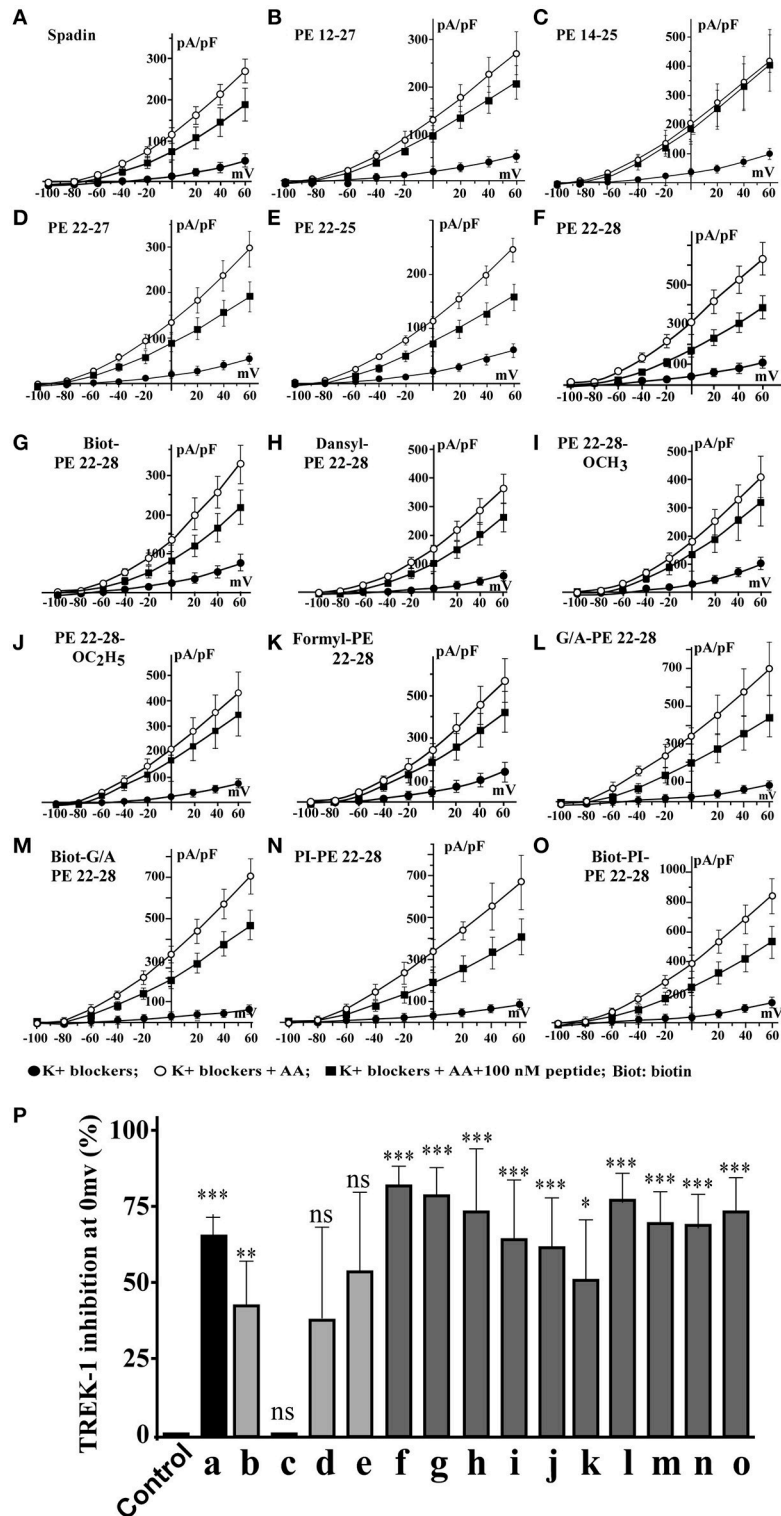 A Spadin pA/pF
300
200
100
mV
-100 -80 -60 -40 -20 20 40 60
B PE 12-27 pA/pF
300
200
100
mV
-100 -80 -60 -40 -20 20 40 60
C PE 14-25 pA/pF
500
400
300
200
100
mV
-100 -80 -60 -40 -20 20 40 60
D PE 22-27 pA/pF
300
200
100
mV
-100 -80 -60 -40 -20 20 40 60
E PE 22-25 pA/pF
200
100
mV
-100 -80 -60 -40 -20 20 40 60
F PE 22-28 pA/pF
500
300
100
mV
-100 -80 -60 -40 -20 20 40 60
G Biot-
PE 22-28
pA/pF
300
200
100
mV
-100 -80 -60 -40 -20 20 40 60
H Dansyl-
PE 22-28
pA/pF
500
400
300
200
100
mV
-100 -80 -60 -40 -20 20 40 60
I PE 22-28-
OCH3
pA/pF
500
400
300
200
100
mV
-100 -80 -60 -40 -20 20 40 60
J PE 22-28-
OC2H5
pA/pF
500
400
300
200
100
mV
-100 -80 -60 -40 -20 20 40 60
K Formyl-PE
22-28
pA/pF
500
300
100
mV
-100 -80 -60 -40 -20 20 40 60
L G/A-PE 22-28 pA/pF
700
500
300
100
mV
-100 -80 -60 -40 -20 20 40 60
M Biot-G/A
PE 22-28
pA/pF
700
500
300
100
mV
-100 -80 -60 -40 -20 20 40 60
N PI-PE 22-28 pA/pF
700
500
300
100
mV
-100 -80 -60 -40 -20 20 40 60
O Biot-PI-
PE 22-28
pA/pF
1000
800
600
400
200
mV
-100 -80 -60 -40 -20 20 40 60
K+ blockers; K+ blockers + AA; K+ blockers + AA+100 nM peptide; Biot: biotin
P
TREK-1 inhibition at 0mv (%)
100
75
50
25
0
*** ** ns ns ns *** *** *** *** *** * *** *** *** ***
Control a b c d e f g h i j k l m n o